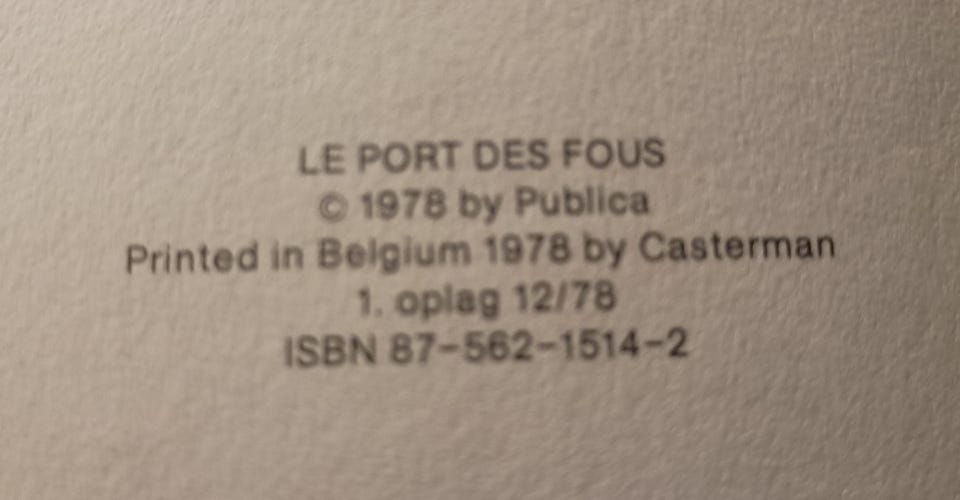 LE PORT DES FOUS
© 1978 by Publica
Printed in Belgium 1978 by Casterman
1. oplag 12/78
ISBN 87-562-1514-2